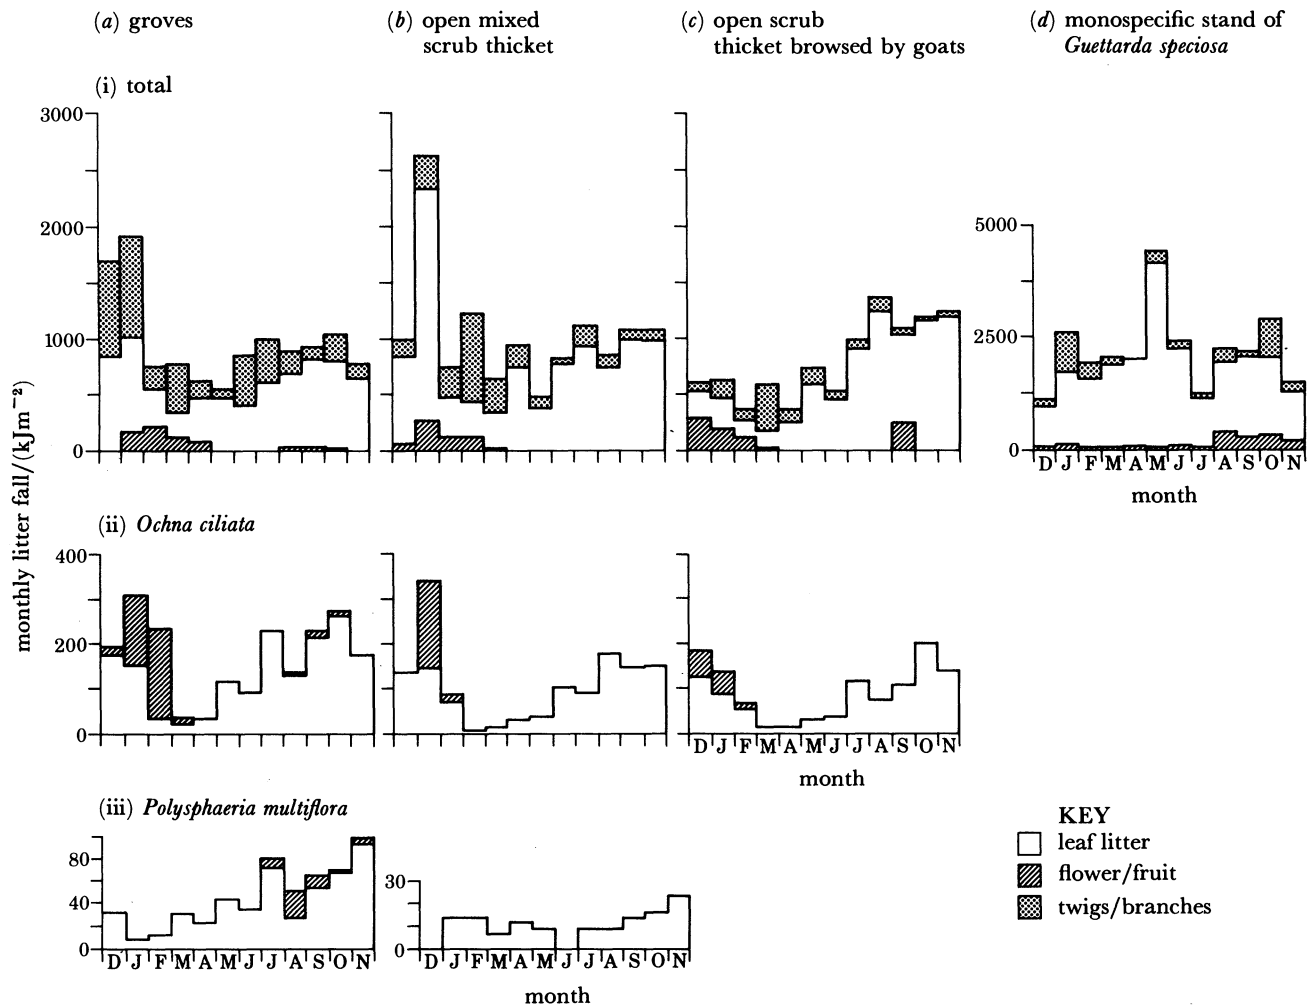 (a) groves
(b) open mixed
scrub thicket
(c) open scrub
thicket browsed by goats
(d) monospecific stand of
Guettarda speciosa
(i) total
3000
2000
1000
0
5000
2500
0
D J F M A M J J A S O N
month
monthly litter fall/(kJm⁻²)
(ii) Ochna ciliata
400
200
0
D J F M A M J J A S O N
month
(iii) Polysphaeria multiflora
80
40
0
D J F M A M J J A S O N
30
0
D J F M A M J J A S O N
month
KEY
leaf litter
flower/fruit
twigs/branches